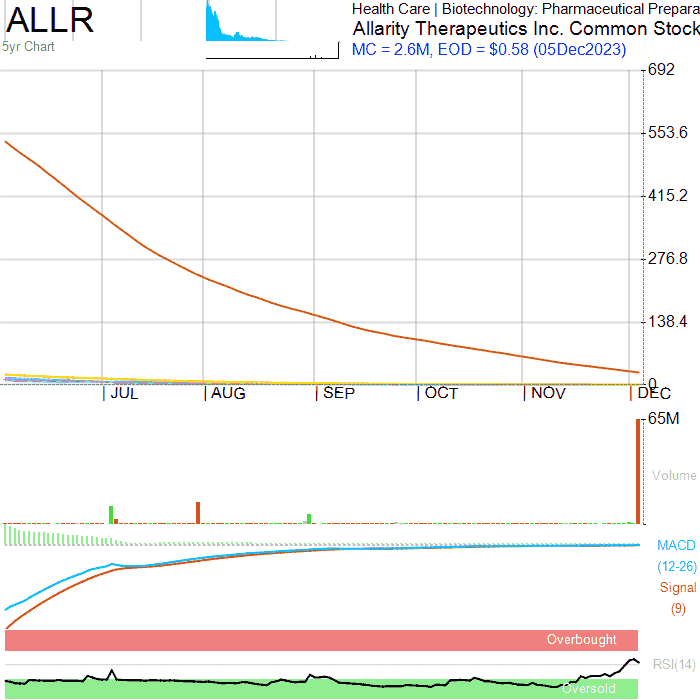 ALLR
5yr Chart
Health Care | Biotechnology: Pharmaceutical Prepara
Allarity Therapeutics Inc. Common Stock
MC = 2.6M, EOD = $0.58 (05Dec2023)
692
553.6
415.2
276.8
138.4
0
JUL
AUG
SEP
OCT
NOV
DEC
65M
Volume
MACD
(12-26)
Signal
(9)
Overbought
RSI(14)
Oversold